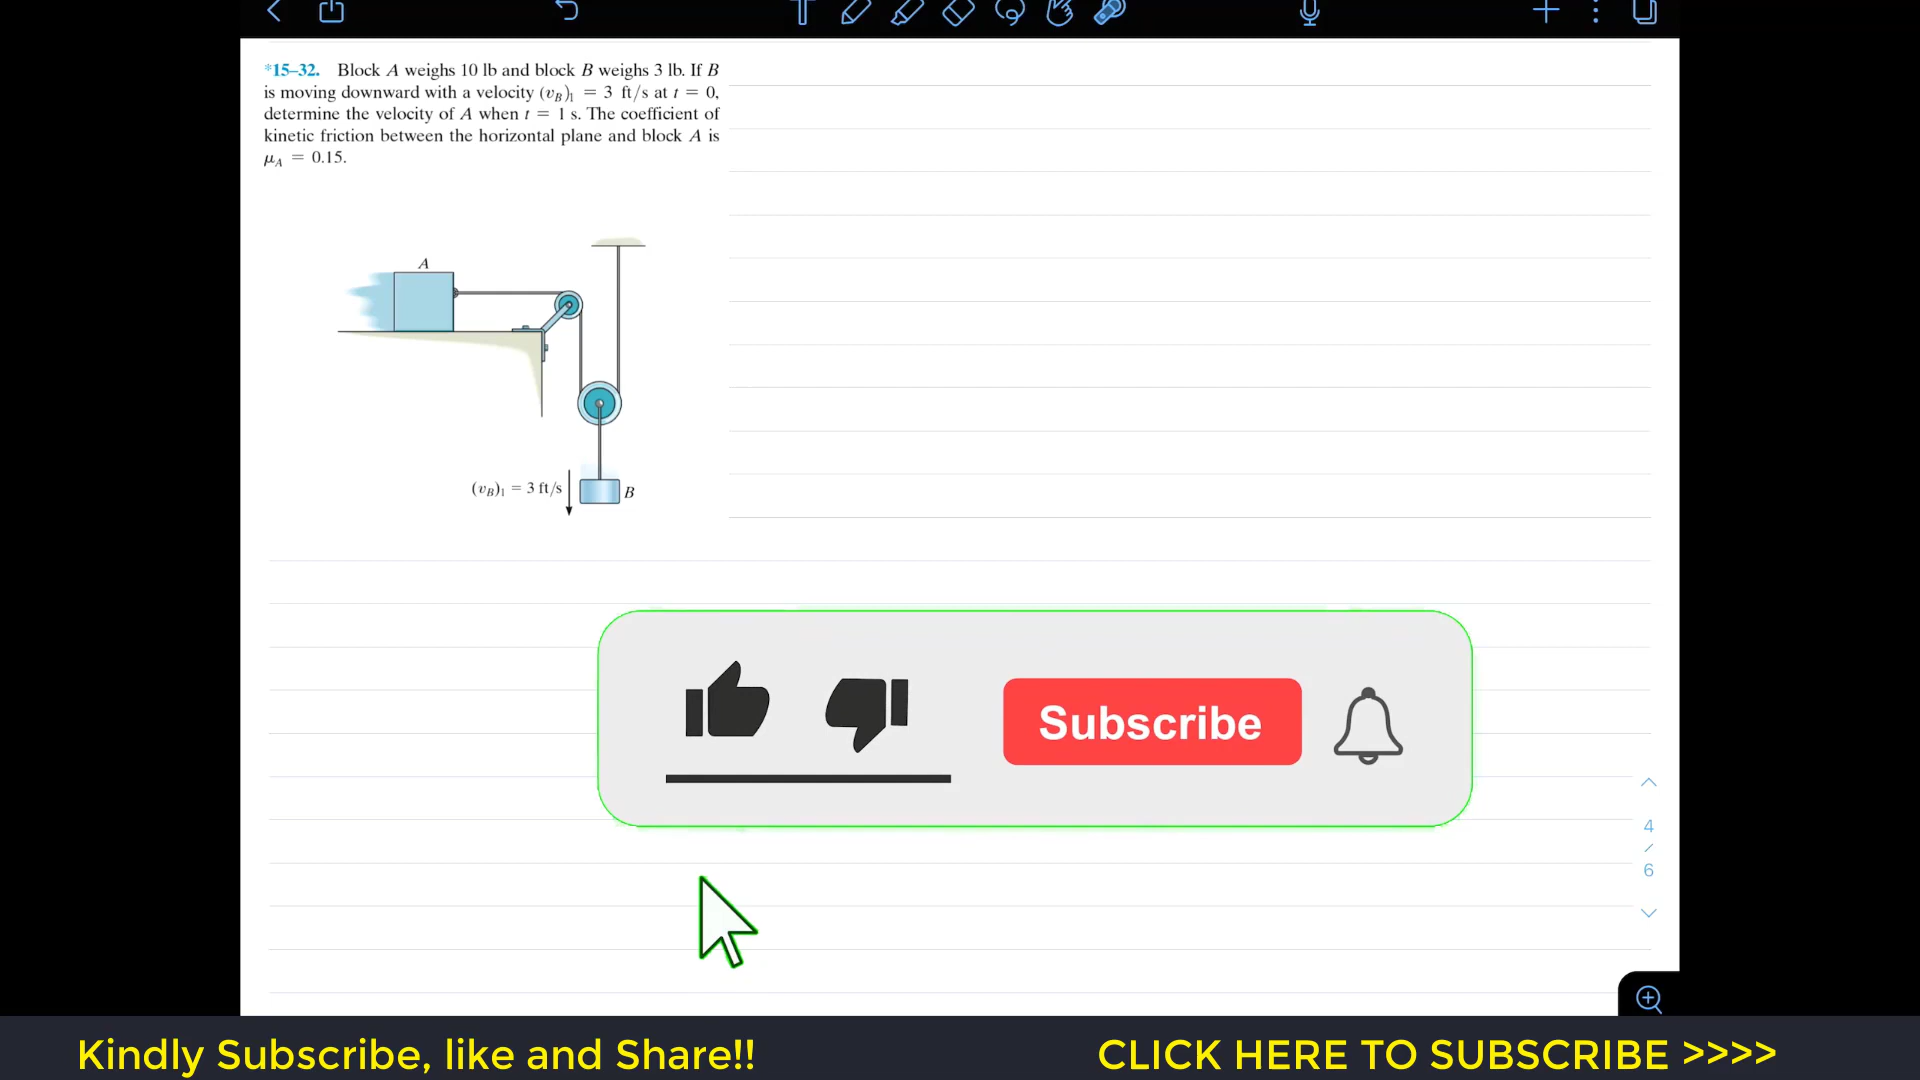 *15–32. Block A weighs 10 lb and block B weighs 3 lb. If B
is moving downward with a velocity (v_B)₁ = 3 ft/s at t = 0,
determine the velocity of A when t = 1 s. The coefficient of
kinetic friction between the horizontal plane and block A is
μ_A = 0.15.
A
(v_B)₁ = 3 ft/s
B
Subscribe
4
/
6
Kindly Subscribe, like and Share!!
CLICK HERE TO SUBSCRIBE >>>>